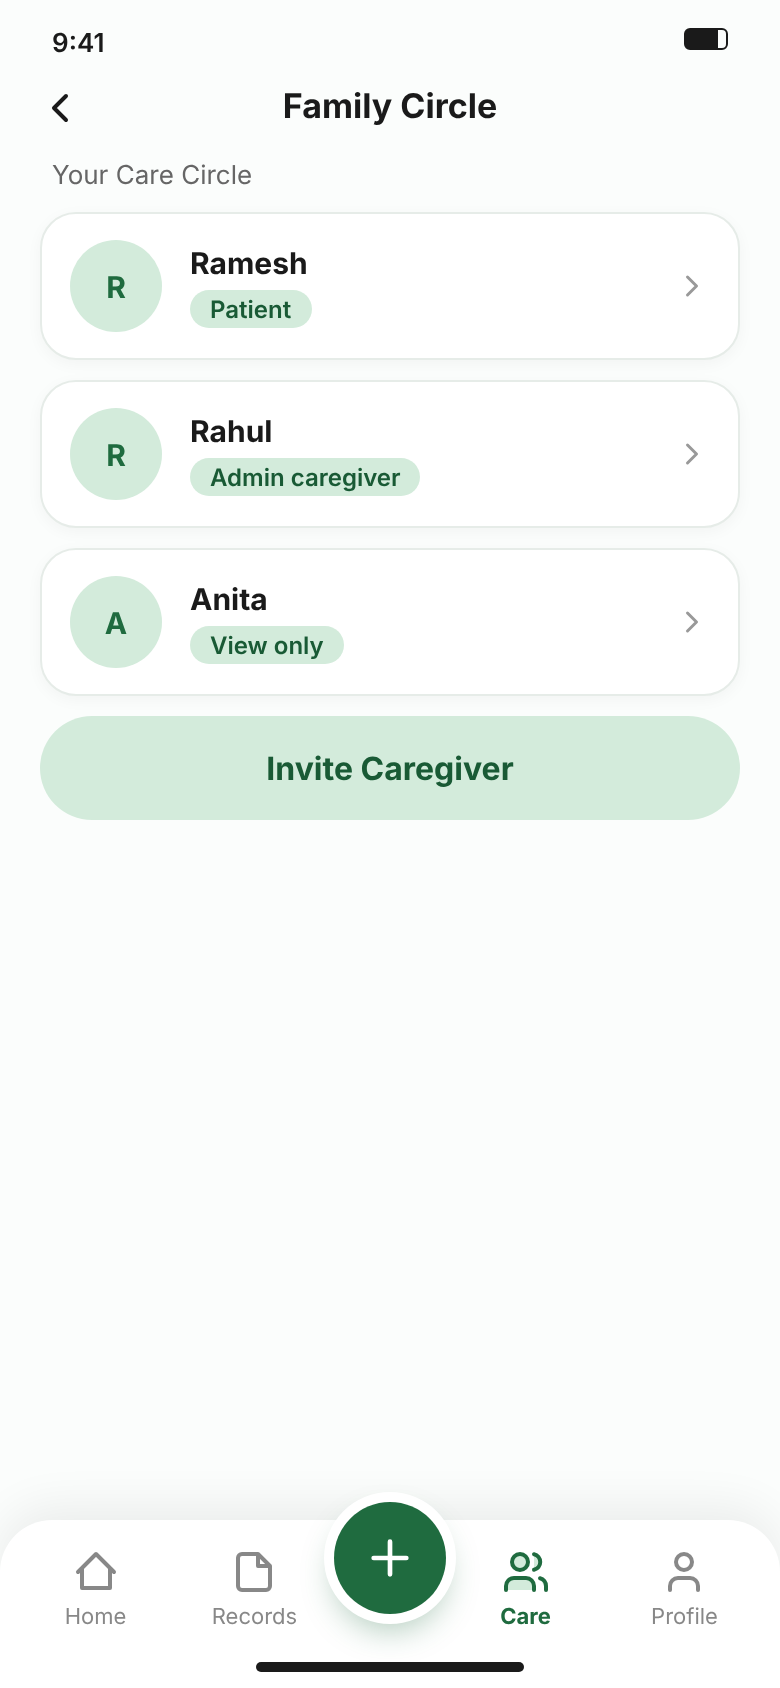 9:41
Family Circle
Your Care Circle
R
Ramesh
Patient
R
Rahul
Admin caregiver
A
Anita
View only
Invite Caregiver
Home
Records
Care
Profile